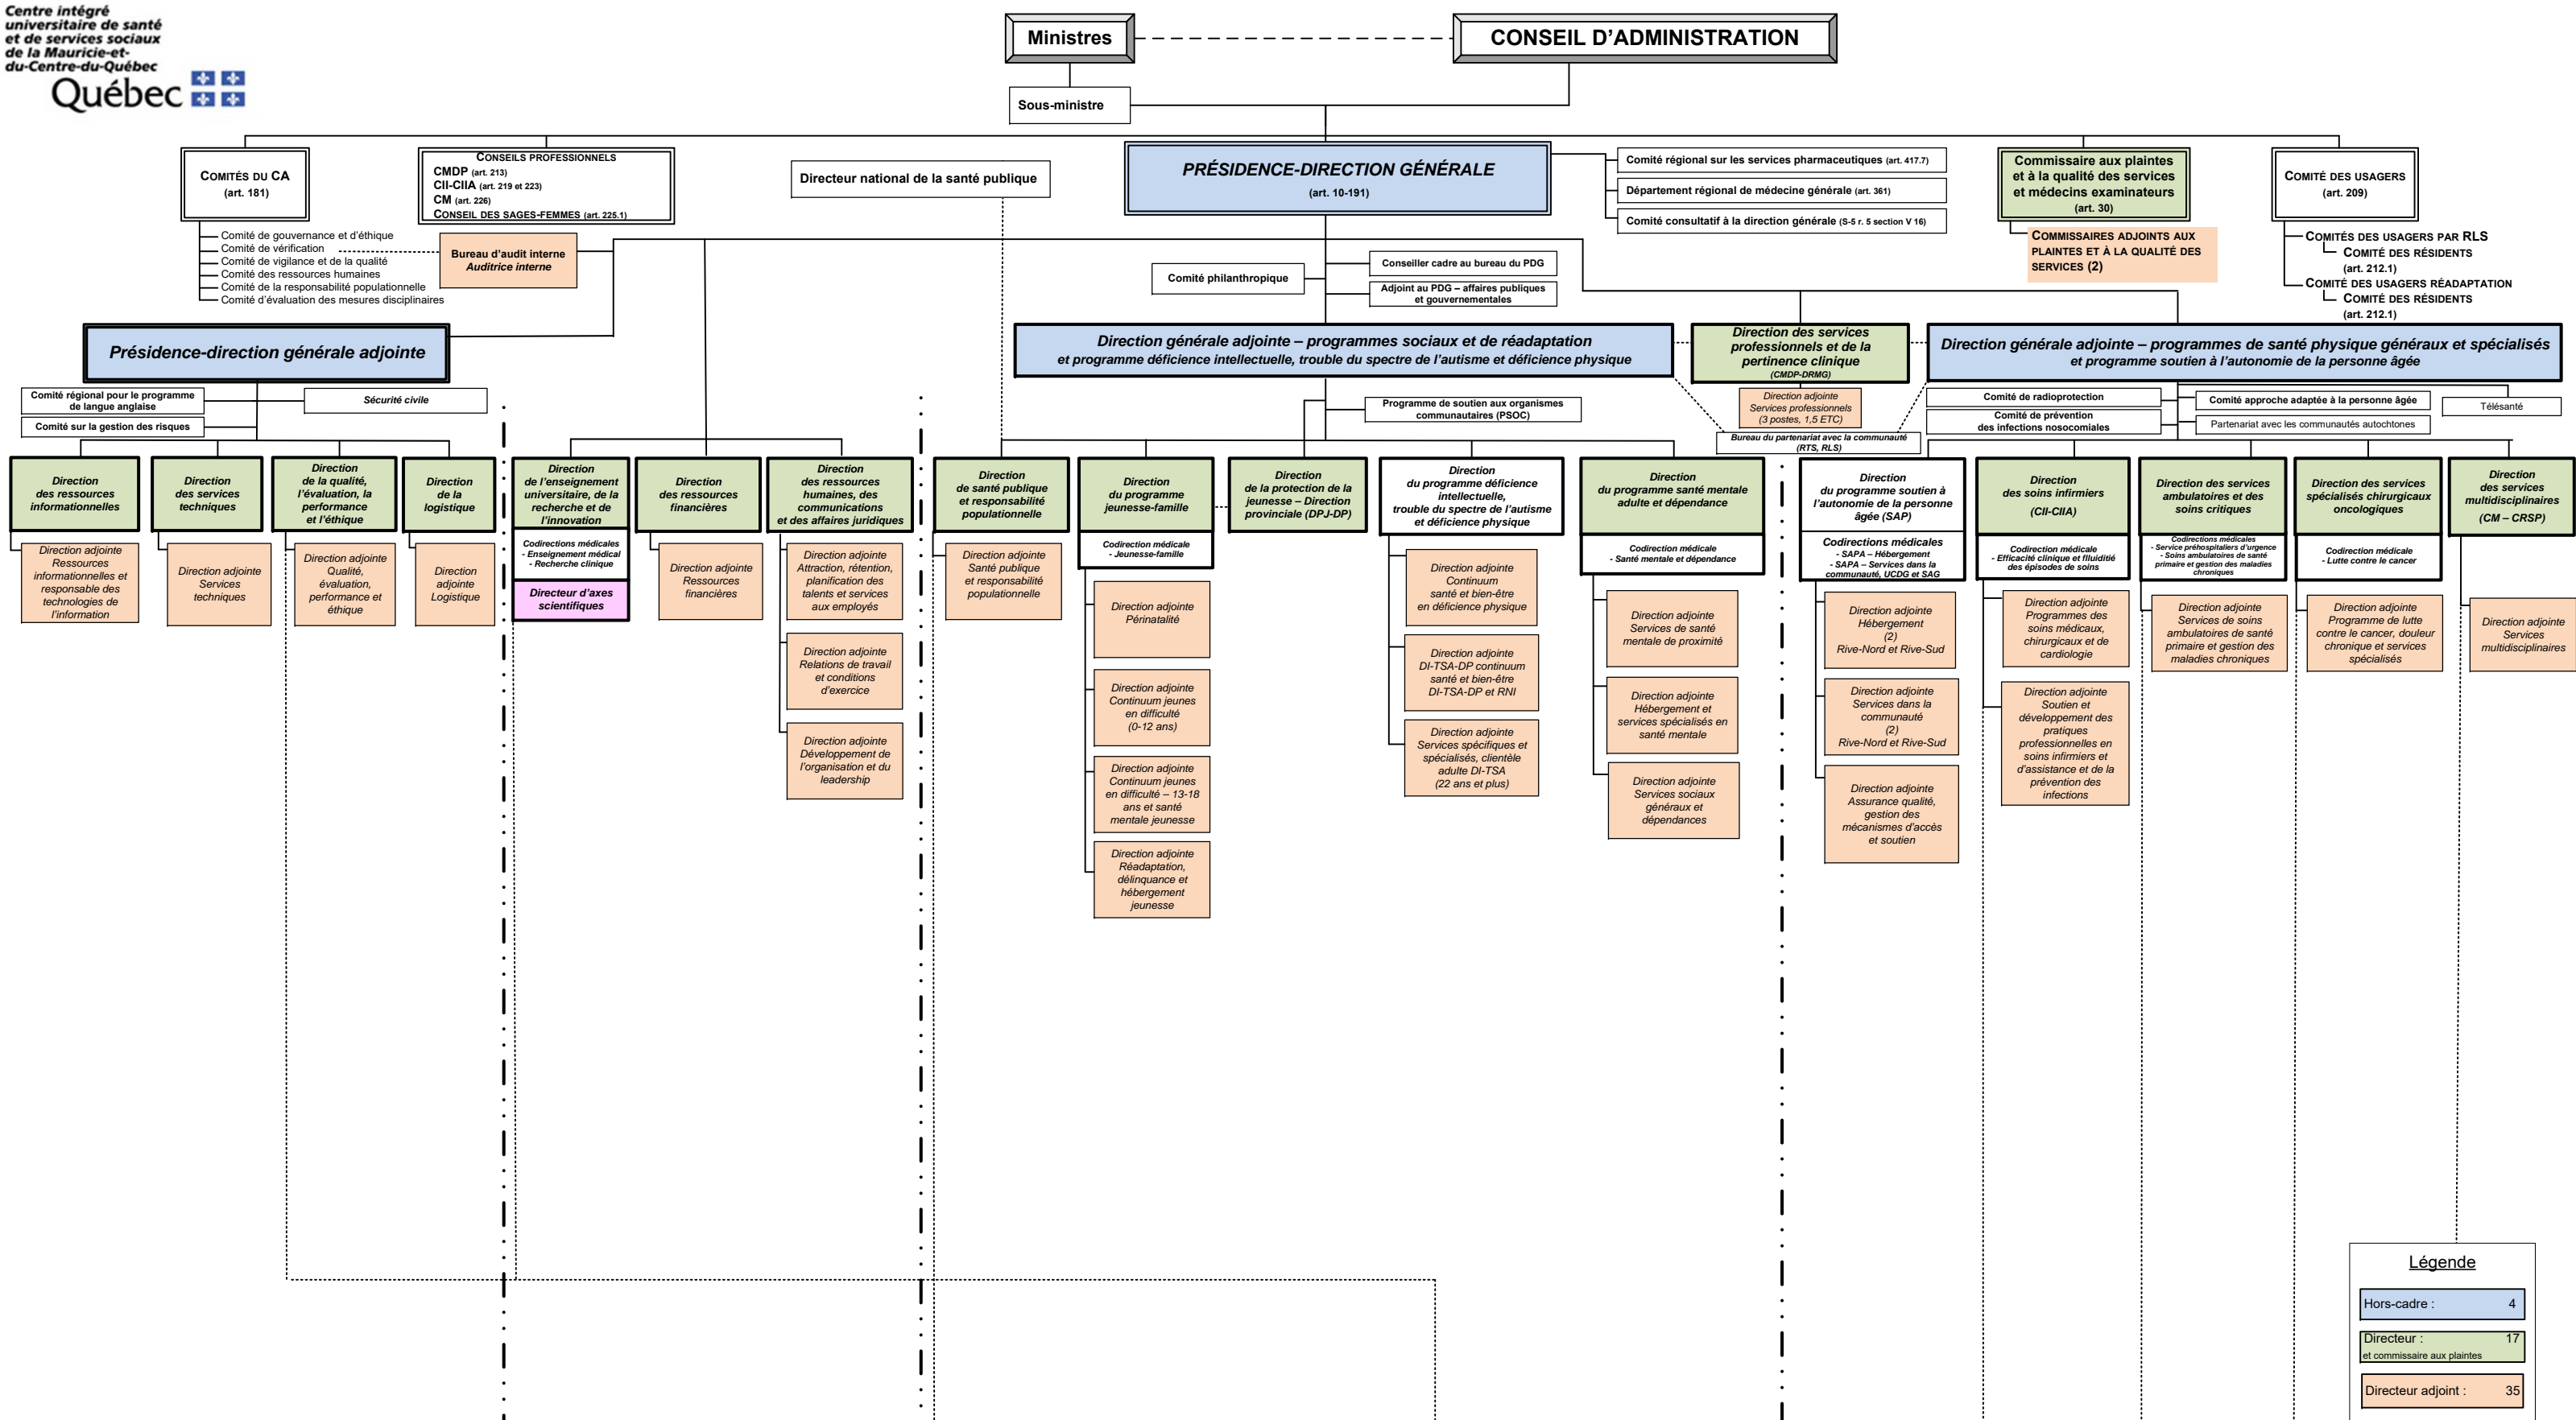 Centre intégré
universitaire de santé
et de services sociaux
de la Mauricie-et-
du-Centre-du-Québec
Québec
Ministres
CONSEIL D'ADMINISTRATION
Sous-ministre
COMITÉS DU CA
(art. 181)
CONSEILS PROFESSIONNELS
CMDP (art. 213)
CII-CIIA (art. 219 et 223)
CM (art. 226)
CONSEIL DES SAGES-FEMMES (art. 225.1)
Directeur national de la santé publique
PRÉSIDENCE-DIRECTION GÉNÉRALE
(art. 10-191)
Comité régional sur les services pharmaceutiques (art. 417.7)
Département régional de médecine générale (art. 361)
Comité consultatif à la direction générale (S-5 r. 5 section V 16)
Commissaire aux plaintes
et à la qualité des services
et médecins examinateurs
(art. 30)
COMITÉ DES USAGERS
(art. 209)
Comité de gouvernance et d'éthique
Comité de vérification
Comité de vigilance et de la qualité
Comité des ressources humaines
Comité de la responsabilité populationnelle
Comité d'évaluation des mesures disciplinaires
Bureau d'audit interne
Auditrice interne
Comité philanthropique
Conseiller cadre au bureau du PDG
Adjoint au PDG – affaires publiques
et gouvernementales
COMMISSAIRES ADJOINTS AUX
PLAINTES ET À LA QUALITÉ DES
SERVICES (2)
COMITÉS DES USAGERS PAR RLS
COMITÉ DES RÉSIDENTS
(art. 212.1)
COMITÉ DES USAGERS RÉADAPTATION
COMITÉ DES RÉSIDENTS
(art. 212.1)
Présidence-direction générale adjointe
Direction générale adjointe – programmes sociaux et de réadaptation
et programme déficience intellectuelle, trouble du spectre de l'autisme et déficience physique
Direction des services
professionnels et de la
pertinence clinique
(CMDP-DRMG)
Direction générale adjointe – programmes de santé physique généraux et spécialisés
et programme soutien à l'autonomie de la personne âgée
Comité régional pour le programme
de langue anglaise
Sécurité civile
Comité sur la gestion des risques
Programme de soutien aux organismes
communautaires (PSOC)
Direction adjointe
Services professionnels
(3 postes, 1,5 ETC)
Bureau du partenariat avec la communauté
(RTS, RLS)
Comité de radioprotection
Comité de prévention
des infections nosocomiales
Comité approche adaptée à la personne âgée
Partenariat avec les communautés autochtones
Télésanté
Direction
des ressources
informationnelles
Direction
des services
techniques
Direction
de la qualité,
l'évaluation, la
performance
et l'éthique
Direction
de la
logistique
Direction
de l'enseignement
universitaire, de la
recherche et de
l'innovation
Codirections médicales
- Enseignement médical
- Recherche clinique
Directeur d'axes
scientifiques
Direction
des ressources
financières
Direction
des ressources
humaines, des
communications
et des affaires juridiques
Direction
de santé publique
et responsabilité
populationnelle
Direction
du programme
jeunesse-famille
Codirection médicale
- Jeunesse-famille
Direction
de la protection de la
jeunesse – Direction
provinciale (DPJ-DP)
Direction
du programme déficience
intellectuelle,
trouble du spectre de l'autisme
et déficience physique
Direction
du programme santé mentale
adulte et dépendance
Codirection médicale
- Santé mentale et dépendance
Direction
du programme soutien à
l'autonomie de la personne
âgée (SAP)
Codirections médicales
- SAPA – Hébergement
- SAPA – Services dans la
communauté, UCDG et SAG
Direction
des soins infirmiers
(CII-CIIA)
Codirection médicale
- Efficacité clinique et flluiditié
des épisodes de soins
Direction des services
ambulatoires et des
soins critiques
Codirections médicales
- Service préhospitaliers d'urgence
- Soins ambulatoires de santé
primaire et gestion des maladies
chroniques
Direction des services
spécialisés chirurgicaux
oncologiques
Codirection médicale
- Lutte contre le cancer
Direction
des services
multidisciplinaires
(CM – CRSP)
Direction adjointe
Ressources
informationnelles et
responsable des
technologies de
l'information
Direction adjointe
Services
techniques
Direction adjointe
Qualité,
évaluation,
performance et
éthique
Direction
adjointe
Logistique
Direction adjointe
Ressources
financières
Direction adjointe
Attraction, rétention,
planification des
talents et services
aux employés
Direction adjointe
Relations de travail
et conditions
d'exercice
Direction adjointe
Développement de
l'organisation et du
leadership
Direction adjointe
Santé publique
et responsabilité
populationnelle
Direction adjointe
Périnatalité
Direction adjointe
Continuum jeunes
en difficulté
(0-12 ans)
Direction adjointe
Continuum jeunes
en difficulté – 13-18
ans et santé
mentale jeunesse
Direction adjointe
Réadaptation,
délinquance et
hébergement
jeunesse
Direction adjointe
Continuum
santé et bien-être
en déficience physique
Direction adjointe
DI-TSA-DP continuum
santé et bien-être
DI-TSA-DP et RNI
Direction adjointe
Services spécifiques et
spécialisés, clientèle
adulte DI-TSA
(22 ans et plus)
Direction adjointe
Services de santé
mentale de proximité
Direction adjointe
Hébergement et
services spécialisés en
santé mentale
Direction adjointe
Services sociaux
généraux et
dépendances
Direction adjointe
Hébergement
(2)
Rive-Nord et Rive-Sud
Direction adjointe
Services dans la
communauté
(2)
Rive-Nord et Rive-Sud
Direction adjointe
Assurance qualité,
gestion des
mécanismes d'accès
et soutien
Direction adjointe
Programmes des
soins médicaux,
chirurgicaux et de
cardiologie
Direction adjointe
Soutien et
développement des
pratiques
professionnelles en
soins infirmiers et
d'assistance et de la
prévention des
infections
Direction adjointe
Services de soins
ambulatoires de santé
primaire et gestion des
maladies chroniques
Direction adjointe
Programme de lutte
contre le cancer, douleur
chronique et services
spécialisés
Direction adjointe
Services
multidisciplinaires
Légende
Hors-cadre : 4
Directeur : 17
et commissaire aux plaintes
Directeur adjoint : 35